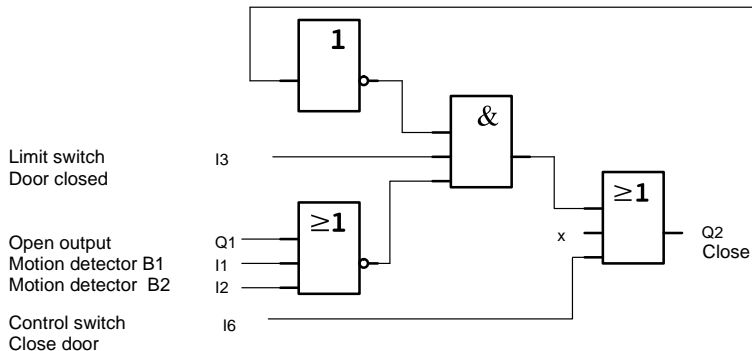 1
&
Limit switch I3
Door closed
≥1
≥1
x
Open output Q1
Q2
Motion detector B1 I1
Close
Motion detector B2 I2
Control switch I6
Close door